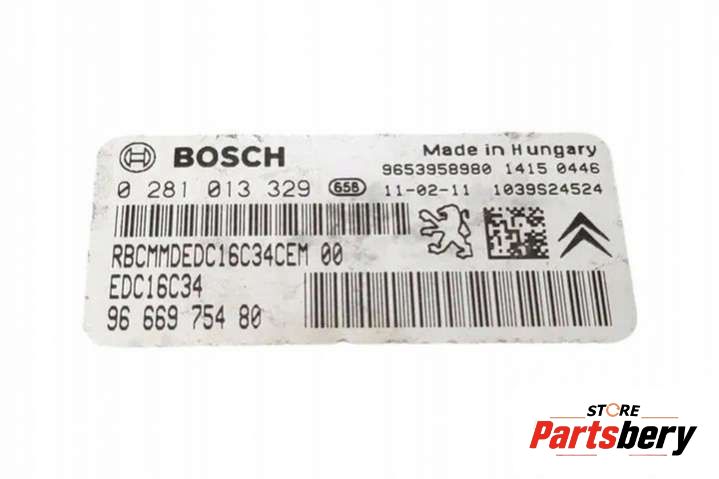 BOSCH
Made in Hungary
9653958980 1415 0446
0 281 013 329 656 11-02-11 1039S24524
RBCMMDEDC16C34CEM 00
EDC16C34
96 669 754 80
STORE
Partsbery